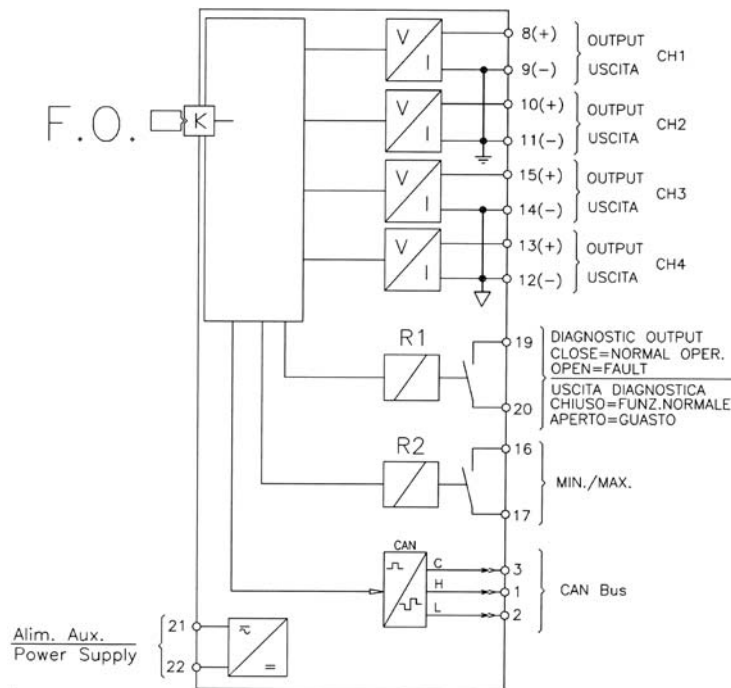 8(+)
OUTPUT
CH1
9(-)
USCITA
V
I
10(+)
OUTPUT
CH2
11(-)
USCITA
V
I
F.O.
K
15(+)
OUTPUT
CH3
14(-)
USCITA
V
I
13(+)
OUTPUT
CH4
12(-)
USCITA
V
I
R1
19
20
DIAGNOSTIC OUTPUT
CLOSE=NORMAL OPER.
OPEN=FAULT
USCITA DIAGNOSTICA
CHIUSO=FUNZ.NORMALE
APERTO=GUASTO
R2
16
17
MIN./MAX.
CAN
C
3
H
1
L
2
CAN Bus
Alim. Aux.
Power Supply
21
22